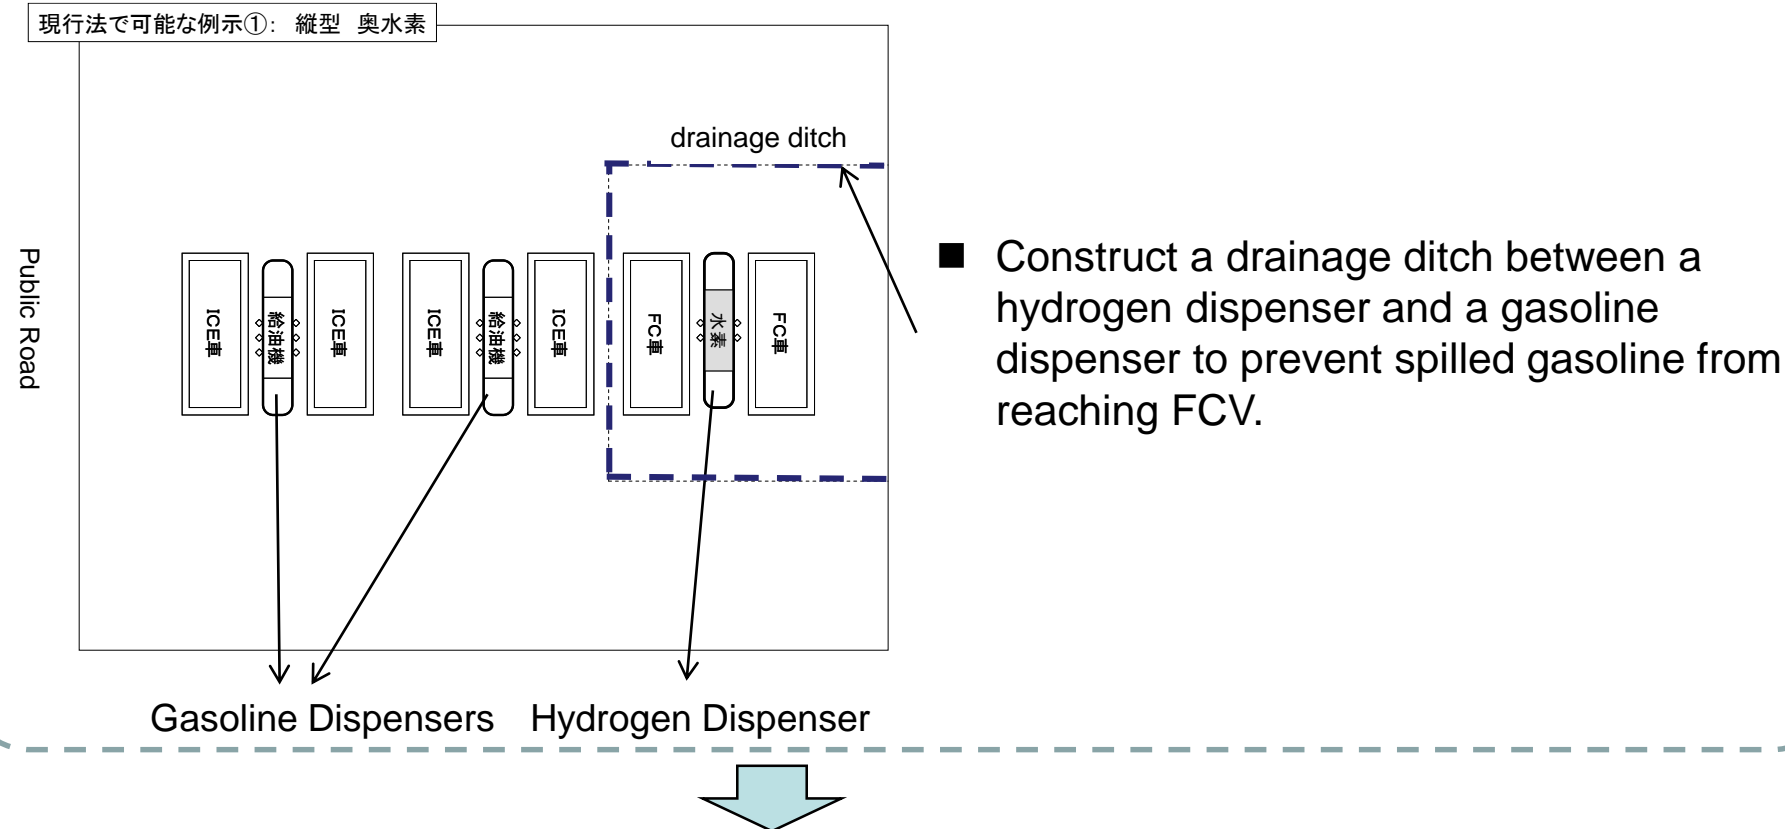 現行法で可能な例示①： 縦型 奥水素
drainage ditch
Public Road
ICE車
給油機
ICE車
ICE車
給油機
ICE車
FC車
水素
FC車
■ Construct a drainage ditch between a
hydrogen dispenser and a gasoline
dispenser to prevent spilled gasoline from
reaching FCV.
Gasoline Dispensers
Hydrogen Dispenser